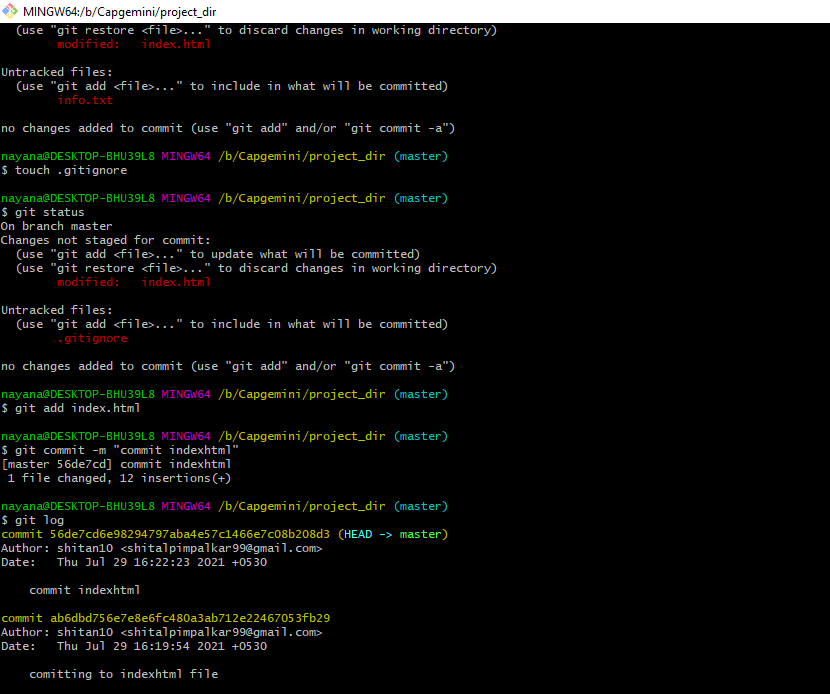 MINGW64:/b/Capgemini/project_dir
(use "git restore <file>..." to discard changes in working directory)
modified: index.html
Untracked files:
(use "git add <file>..." to include in what will be committed)
info.txt
no changes added to commit (use "git add" and/or "git commit -a")
nayana@DESKTOP-BHU39L8 MINGW64 /b/Capgemini/project_dir (master)
$ touch .gitignore
nayana@DESKTOP-BHU39L8 MINGW64 /b/Capgemini/project_dir (master)
$ git status
On branch master
Changes not staged for commit:
(use "git add <file>..." to update what will be committed)
(use "git restore <file>..." to discard changes in working directory)
modified: index.html
Untracked files:
(use "git add <file>..." to include in what will be committed)
.gitignore
no changes added to commit (use "git add" and/or "git commit -a")
nayana@DESKTOP-BHU39L8 MINGW64 /b/Capgemini/project_dir (master)
$ git add index.html
nayana@DESKTOP-BHU39L8 MINGW64 /b/Capgemini/project_dir (master)
$ git commit -m "commit indexhtml"
[master 56de7cd] commit indexhtml
1 file changed, 12 insertions(+)
nayana@DESKTOP-BHU39L8 MINGW64 /b/Capgemini/project_dir (master)
$ git log
commit 56de7cd6e98294797aba4e57c1466e7c08b208d3 (HEAD -> master)
Author: shitan10 <shitalpimpalkar99@gmail.com>
Date: Thu Jul 29 16:22:23 2021 +0530
commit indexhtml
commit ab6dbd756e7e8e6fc480a3ab712e22467053fb29
Author: shitan10 <shitalpimpalkar99@gmail.com>
Date: Thu Jul 29 16:19:54 2021 +0530
comitting to indexhtml file